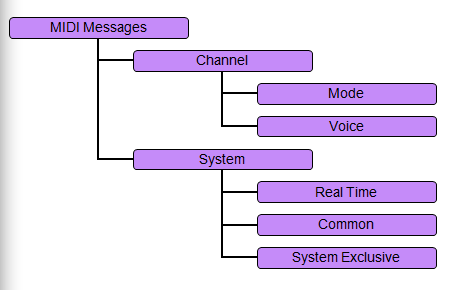 MIDI Messages
Channel
Mode
Voice
System
Real Time
Common
System Exclusive